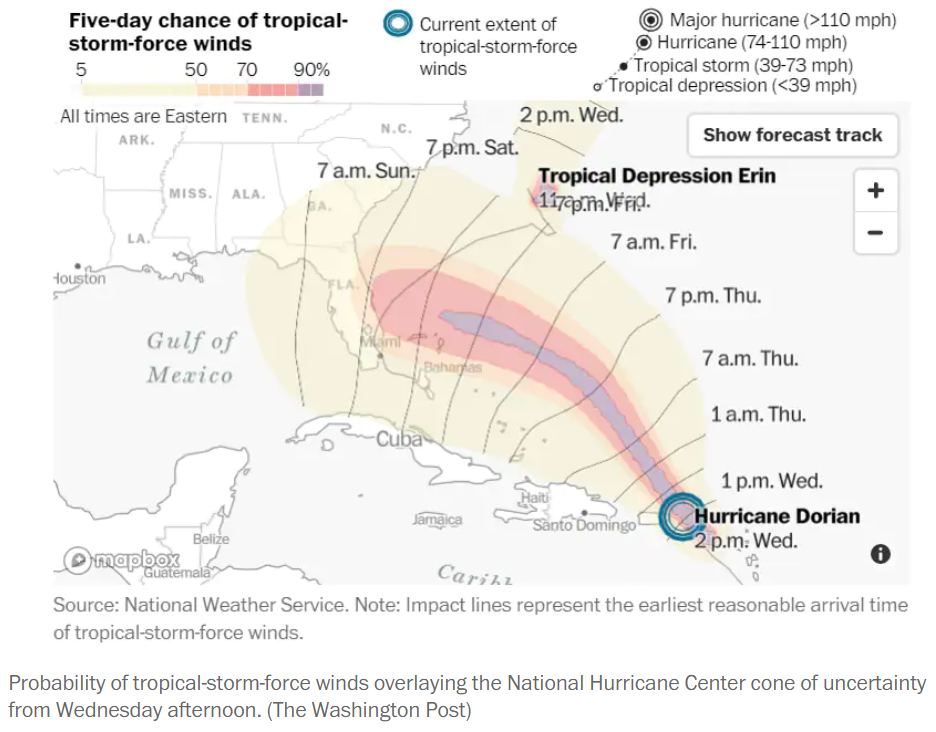 Five-day chance of tropical-
storm-force winds
5 50 70 90%
Current extent of
tropical-storm-force
winds
Major hurricane (>110 mph)
Hurricane (74-110 mph)
Tropical storm (39-73 mph)
Tropical depression (<39 mph)
All times are Eastern
TENN.
N.C.
ARK.
MISS.
ALA.
GA.
LA.
Houston
FLA.
2 p.m. Wed.
Show forecast track
7 p.m. Sat.
7 a.m. Sun.
Tropical Depression Erin
11 a.m. Wed.
7 p.m. Fri.
7 a.m. Fri.
7 p.m. Thu.
7 a.m. Thu.
1 a.m. Thu.
1 p.m. Wed.
Gulf of
Mexico
Miami
Bahamas
Cuba
Haiti
Jamaica
Santo Domingo
Hurricane Dorian
2 p.m. Wed.
Belize
mapbox
Guatemala
Caribb
Source: National Weather Service. Note: Impact lines represent the earliest reasonable arrival time
of tropical-storm-force winds.
Probability of tropical-storm-force winds overlaying the National Hurricane Center cone of uncertainty
from Wednesday afternoon. (The Washington Post)